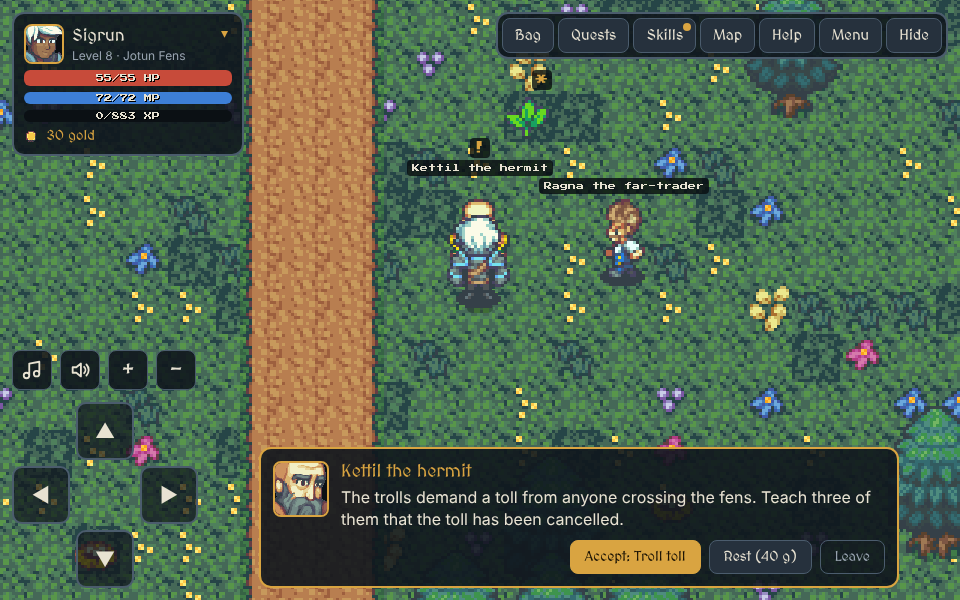 Sigrun
Level 8 · Jotun Fens
55/55 HP
72/72 MP
0/883 XP
30 gold
Bag
Quests
Skills
Map
Help
Menu
Hide
*
!
Kettil the hermit
Ragna the far-trader
+
−
Kettil the hermit
The trolls demand a toll from anyone crossing the fens. Teach three of
them that the toll has been cancelled.
Accept: Troll toll
Rest (40 g)
Leave